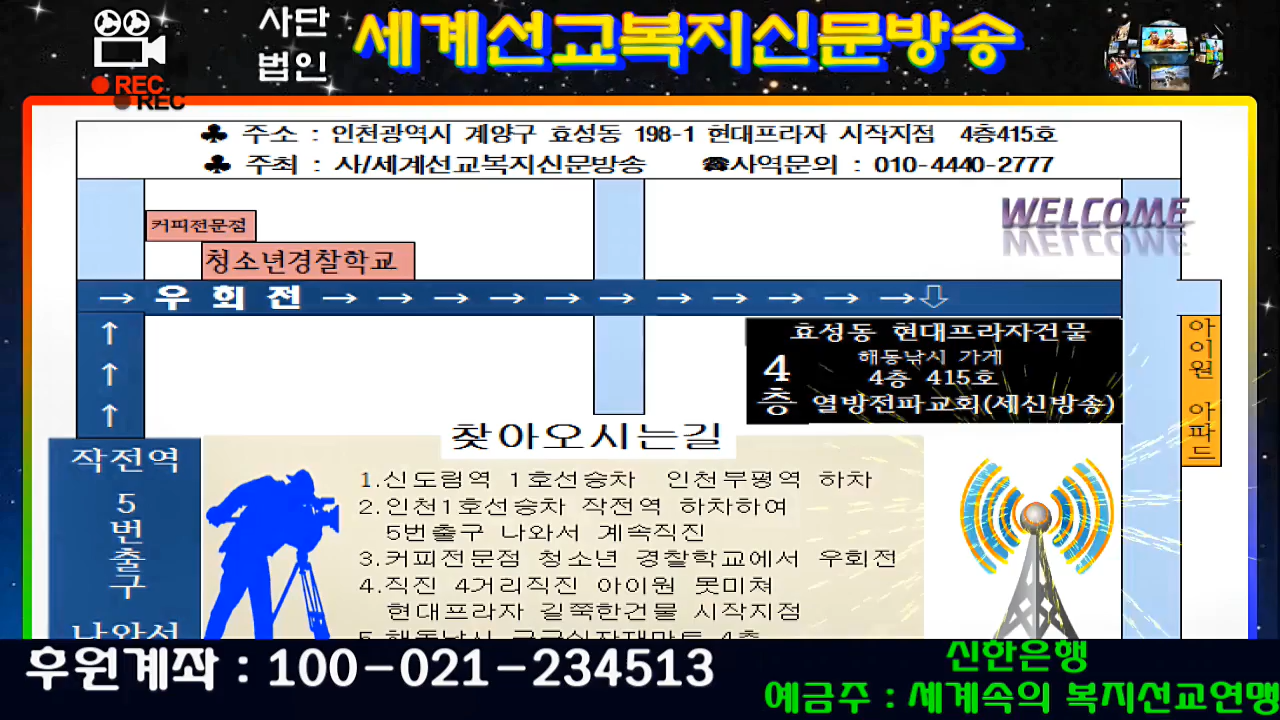 사단
법인
세계선교복지신문방송
REC
REC
♣ 주소 : 인천광역시 계양구 효성동 198-1 현대프라자 시작지점 4층415호
♣ 주최 : 사/세계선교복지신문방송 ☎사역문의 : 010-4440-2777
WELCOME
커피전문점
청소년경찰학교
→ 우 회 전 → → → → → → → → → → → ⇩
↑
↑
↑
효성동 현대프라자건물
해동낚시 가게
4층 415호
4층
열방전파교회(세신방송)
아이원 아파드
찾아오시는길
작전역
5번출구
나와서
1.신도림역 1호선승차 인천부평역 하차
2.인천1호선승차 작전역 하차하여
5번출구 나와서 계속직진
3.커피전문점 청소년 경찰학교에서 우회전
4.직진 4거리직진 아이원 못미쳐
현대프라자 길쭉한건물 시작지점
5.해동낚시 4층
후원계좌 : 100-021-234513
신한은행
예금주 : 세계속의 복지선교연맹